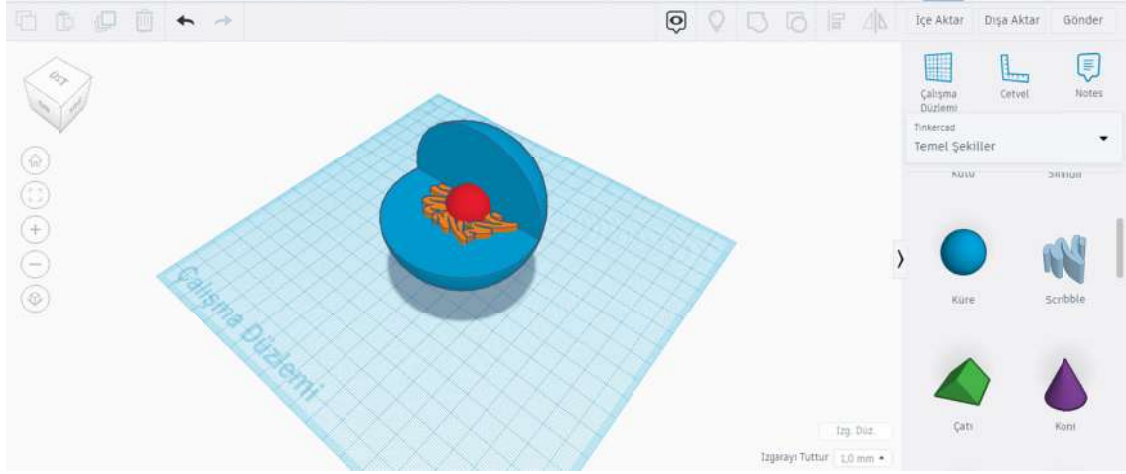 İçe Aktar
Dışa Aktar
Gönder
Çalışma
Düzlemi
Cetvel
Notes
Tinkercad
Temel Şekiller
Küre
Scribble
Çatı
Koni
Çalışma Düzlemi
Izg. Düz.
Izgarayı Tuttur
1,0 mm